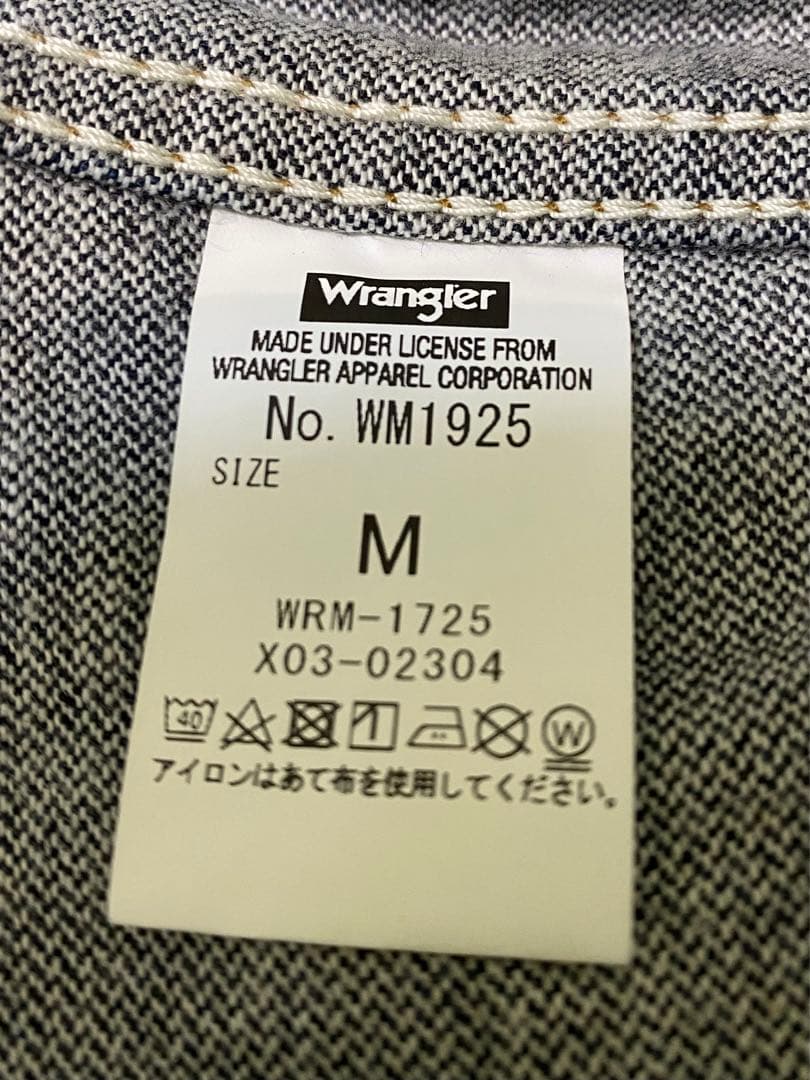 Wrangler
MADE UNDER LICENSE FROM
WRANGLER APPAREL CORPORATION
No. WM1925
SIZE
M
WRM-1725
X03-02304
40 W
アイロンはあて布を使用してください。